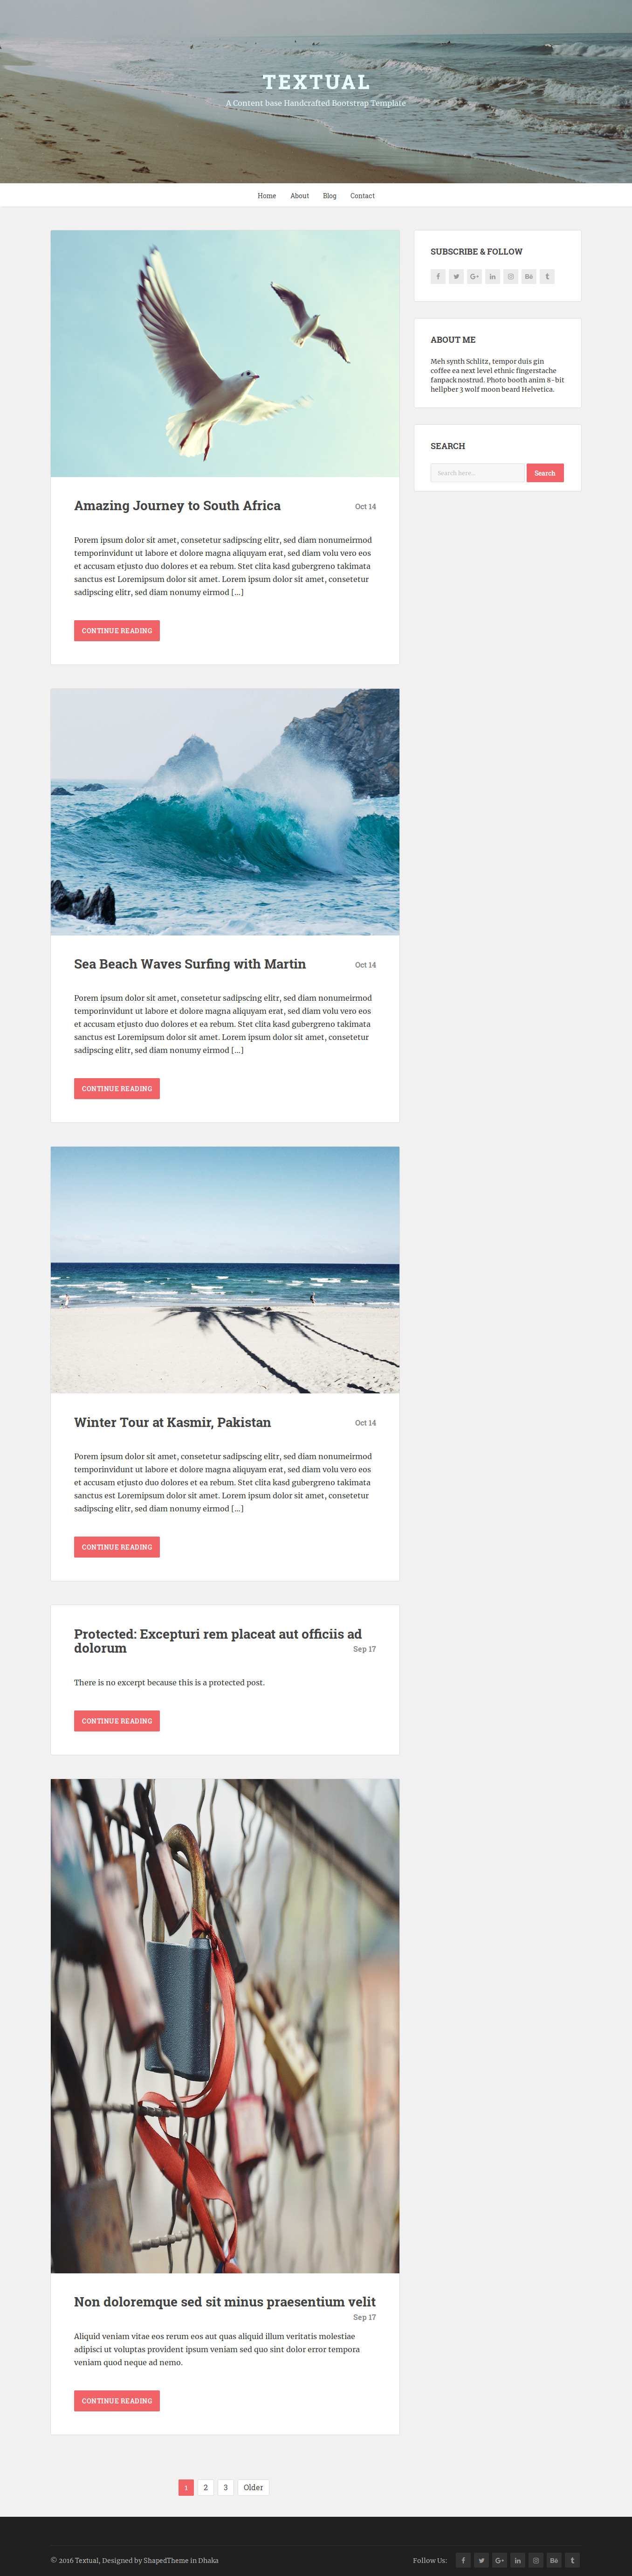 TEXTUAL
A Content base Handcrafted Bootstrap Template
Home About Blog Contact
Amazing Journey to South Africa Oct 14
Porem ipsum dolor sit amet, consetetur sadipscing elitr, sed diam nonumeirmod
temporinvidunt ut labore et dolore magna aliquyam erat, sed diam volu vero eos
et accusam etjusto duo dolores et ea rebum. Stet clita kasd gubergreno takimata
sanctus est Loremipsum dolor sit amet. Lorem ipsum dolor sit amet, consetetur
sadipscing elitr, sed diam nonumy eirmod [...]
CONTINUE READING
Sea Beach Waves Surfing with Martin Oct 14
Porem ipsum dolor sit amet, consetetur sadipscing elitr, sed diam nonumeirmod
temporinvidunt ut labore et dolore magna aliquyam erat, sed diam volu vero eos
et accusam etjusto duo dolores et ea rebum. Stet clita kasd gubergreno takimata
sanctus est Loremipsum dolor sit amet. Lorem ipsum dolor sit amet, consetetur
sadipscing elitr, sed diam nonumy eirmod [...]
CONTINUE READING
Winter Tour at Kasmir, Pakistan Oct 14
Porem ipsum dolor sit amet, consetetur sadipscing elitr, sed diam nonumeirmod
temporinvidunt ut labore et dolore magna aliquyam erat, sed diam volu vero eos
et accusam etjusto duo dolores et ea rebum. Stet clita kasd gubergreno takimata
sanctus est Loremipsum dolor sit amet. Lorem ipsum dolor sit amet, consetetur
sadipscing elitr, sed diam nonumy eirmod [...]
CONTINUE READING
Protected: Excepturi rem placeat aut officiis ad
dolorum Sep 17
There is no excerpt because this is a protected post.
CONTINUE READING
Non doloremque sed sit minus praesentium velit
Sep 17
Aliquid veniam vitae eos rerum eos aut quas aliquid illum veritatis molestiae
adipisci ut voluptas provident ipsum veniam sed quo sint dolor error tempora
veniam quod neque ad nemo.
CONTINUE READING
1 2 3 Older
SUBSCRIBE & FOLLOW
ABOUT ME
Meh synth Schlitz, tempor duis gin
coffee ea next level ethnic fingerstache
fanpack nostrud. Photo booth anim 8-bit
hellpber 3 wolf moon beard Helvetica.
SEARCH
Search here... Search
© 2016 Textual, Designed by ShapedTheme in Dhaka
Follow Us: